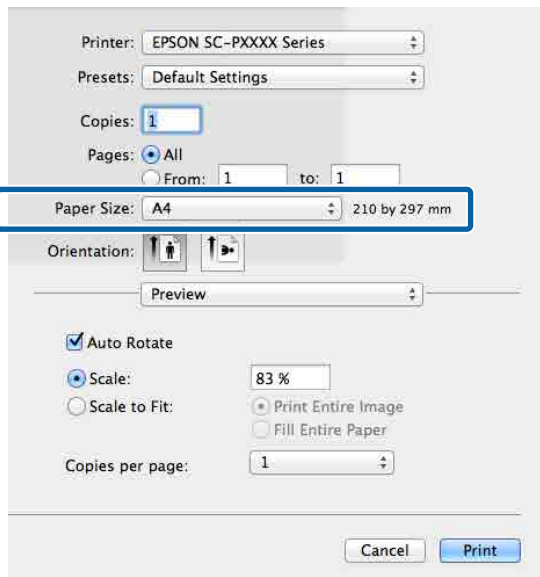 Printer: EPSON SC-PXXXX Series
Presets: Default Settings
Copies: 1
Pages: All
From: 1 to: 1
Paper Size: A4 210 by 297 mm
Orientation:
Preview
Auto Rotate
Scale: 83 %
Scale to Fit: Print Entire Image
Fill Entire Paper
Copies per page: 1
Cancel Print